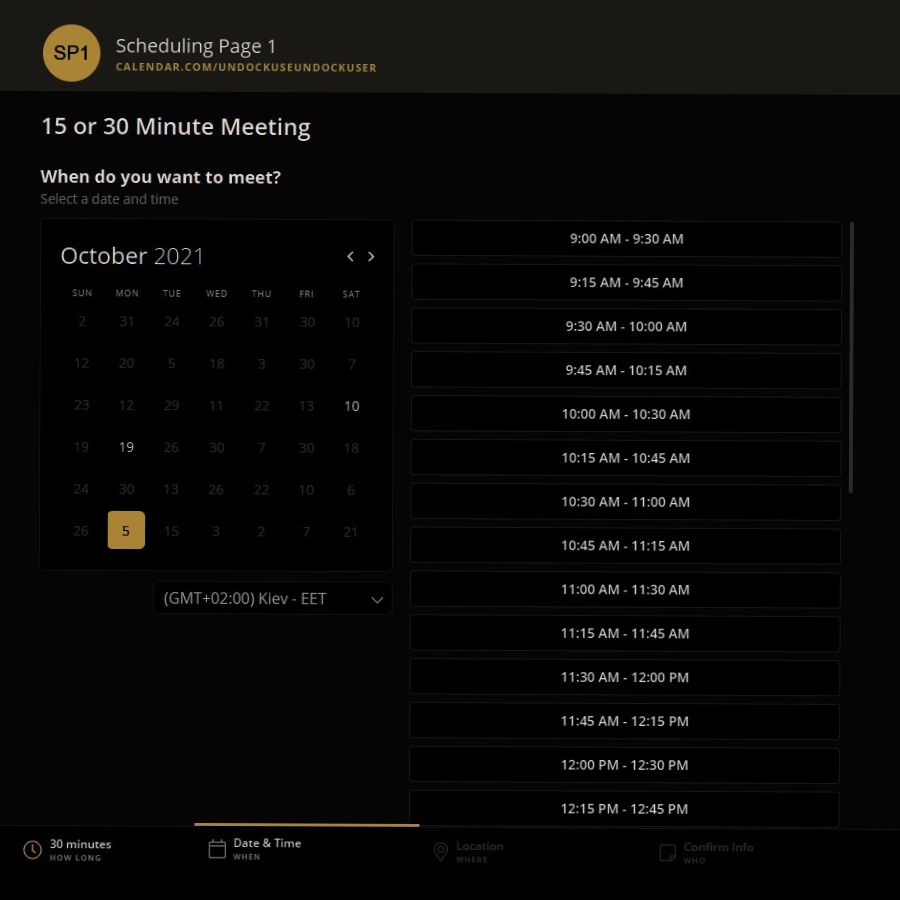 SP1
Scheduling Page 1
CALENDAR.COM/UNDOCKUSEUNDOCKUSER
15 or 30 Minute Meeting
When do you want to meet?
Select a date and time
October 2021
SUN MON TUE WED THU FRI SAT
2 31 24 26 31 30 10
12 20 5 18 3 30 7
23 12 29 11 22 13 10
19 19 26 30 7 30 18
24 30 13 26 22 10 6
26 5 15 3 2 7 21
(GMT+02:00) Kiev - EET
9:00 AM - 9:30 AM
9:15 AM - 9:45 AM
9:30 AM - 10:00 AM
9:45 AM - 10:15 AM
10:00 AM - 10:30 AM
10:15 AM - 10:45 AM
10:30 AM - 11:00 AM
10:45 AM - 11:15 AM
11:00 AM - 11:30 AM
11:15 AM - 11:45 AM
11:30 AM - 12:00 PM
11:45 AM - 12:15 PM
12:00 PM - 12:30 PM
12:15 PM - 12:45 PM
30 minutes
HOW LONG
Date & Time
WHEN
Location
WHERE
Confirm Info
WHO